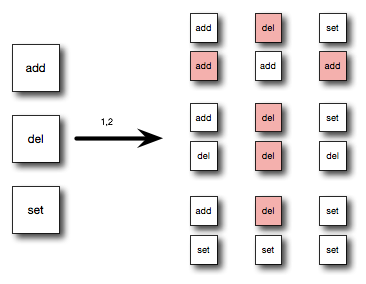 add
del
set
1,2
add del set
add add add
add del set
del del del
add del set
set set set